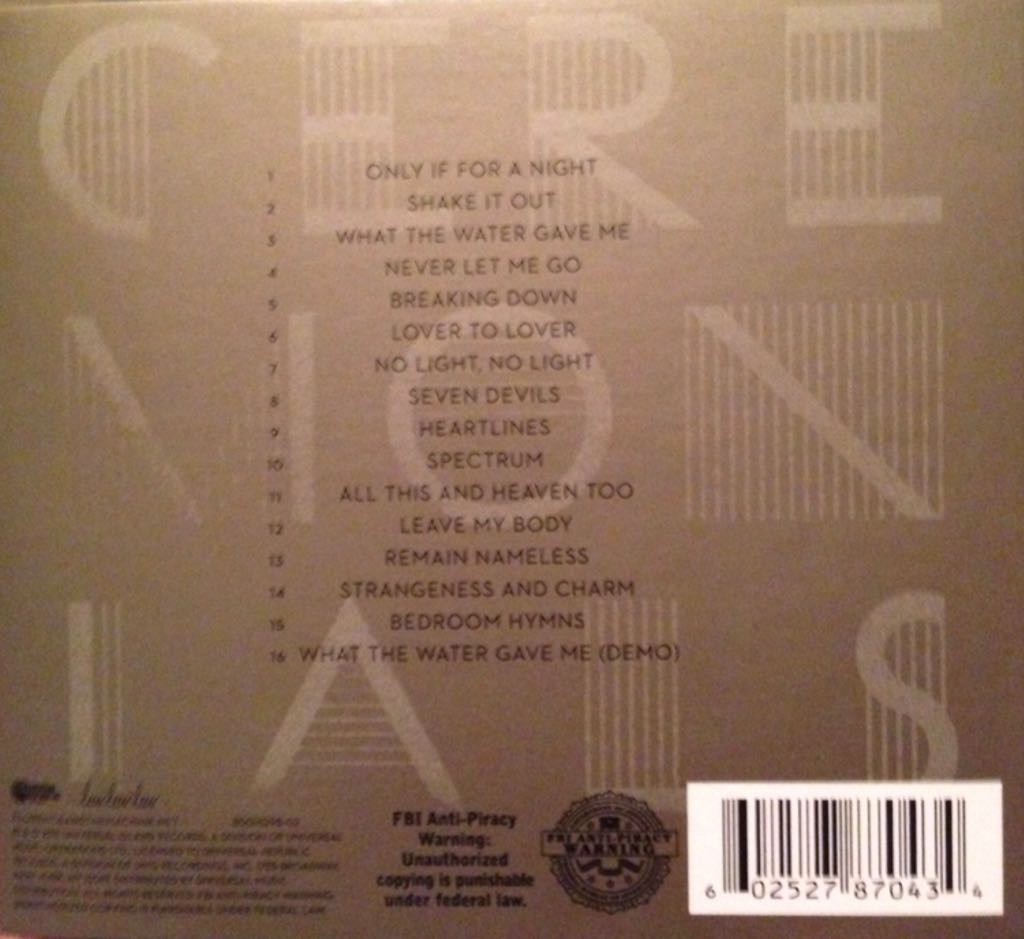 CERE
MON
IALS
1 ONLY IF FOR A NIGHT
2 SHAKE IT OUT
3 WHAT THE WATER GAVE ME
4 NEVER LET ME GO
5 BREAKING DOWN
6 LOVER TO LOVER
7 NO LIGHT, NO LIGHT
8 SEVEN DEVILS
9 HEARTLINES
10 SPECTRUM
11 ALL THIS AND HEAVEN TOO
12 LEAVE MY BODY
13 REMAIN NAMELESS
14 STRANGENESS AND CHARM
15 BEDROOM HYMNS
16 WHAT THE WATER GAVE ME (DEMO)
FBI Anti-Piracy
Warning:
Unauthorized
copying is punishable
under federal law.
FBI ANTI-PIRACY
WARNING
6 02527 87043 4